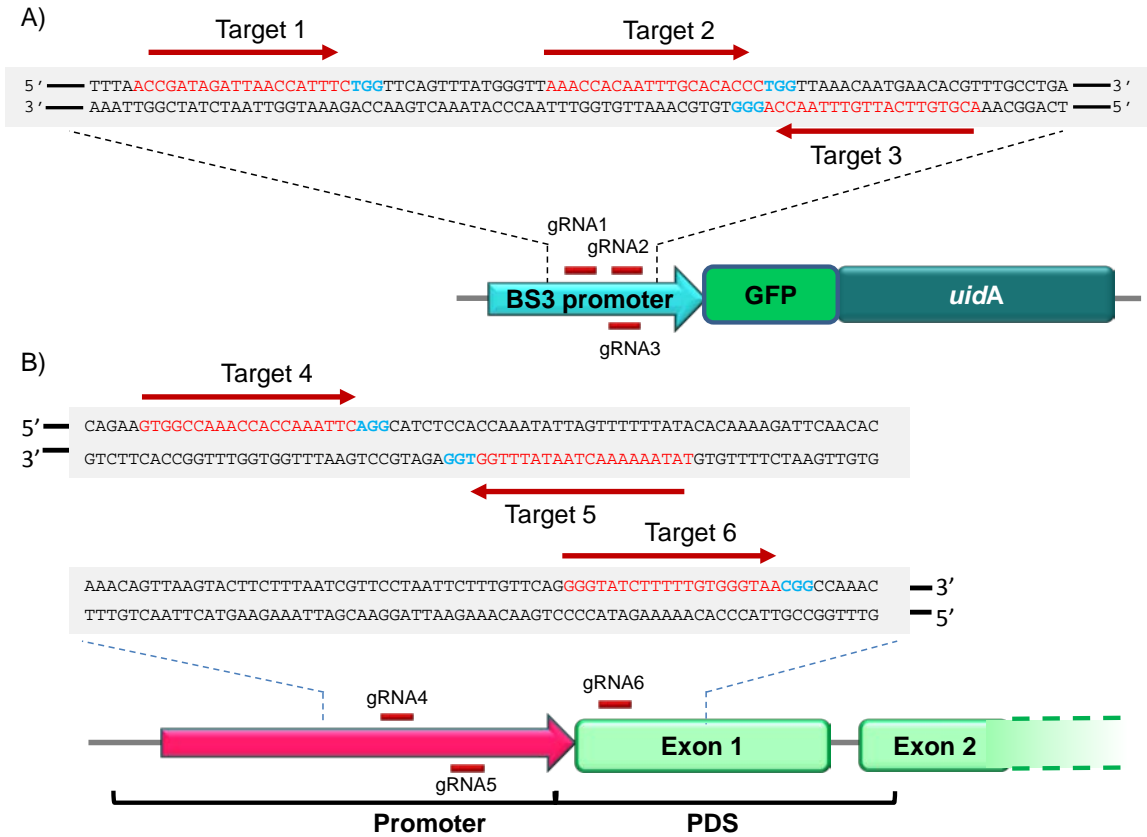 A)
Target 1 Target 2
5' TTTAACCGATAGATTAACCATTTCTGGTTCAGTTTATGGGTTAAACCACAATTTGCACACCCTGGTTAAACAATGAACACGTTTGCCTGA 3'
3' AAATTGGCTATCTAATTGGTAAAGACCAAGTCAAATACCCAATTTGGTGTTAAACGTGTGGGACCAATTTGTTACTTGTGCAAACGGACT 5'
Target 3
gRNA1
gRNA2
BS3 promoter GFP uidA
gRNA3
B)
Target 4
5' CAGAAGTGGCCAAACCACCAAATTCAGGCATCTCCACCAAATATTAGTTTTTTATACACAAAAGATTCAACAC
3' GTCTTCACCGGTTTGGTGGTTTAAGTCCGTAGAGGTGGTTTATAATCAAAAAATATGTGTTTTCTAAGTTGTG
Target 5
Target 6
AAACAGTTAAGTACTTCTTTAATCGTTCCTAATTCTTTGTTCAGGGGTATCTTTTTGTGGGTAACGGCCAAAC 3'
TTTGTCAATTCATGAAGAAATTAGCAAGGATTAAGAAACAAGTCCCCATAGAAAAACACCCATTGCCGGTTTG 5'
gRNA4 gRNA6
Exon 1 Exon 2
gRNA5
Promoter PDS